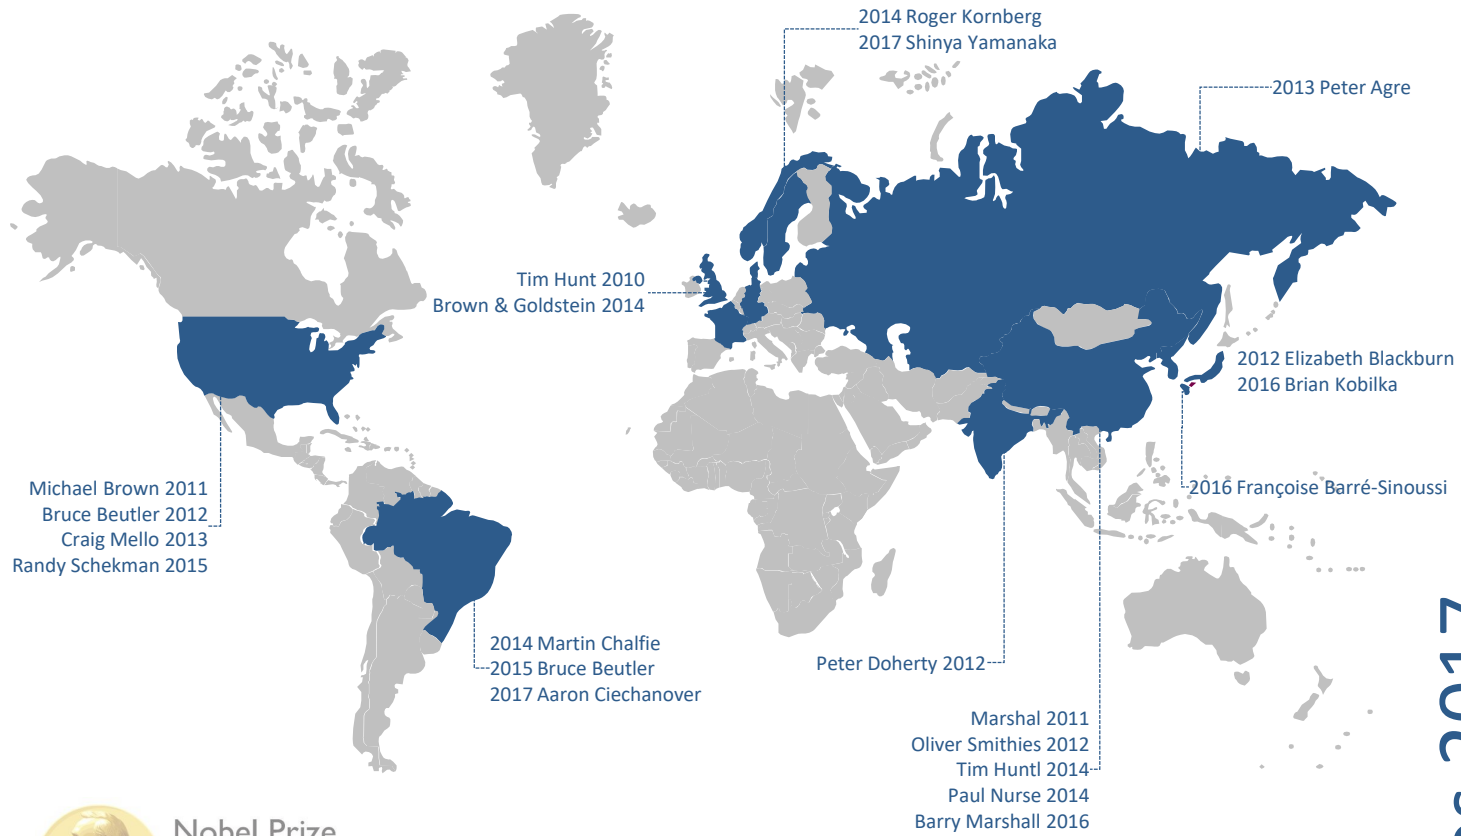 2014 Roger Kornberg
2017 Shinya Yamanaka
2013 Peter Agre
Tim Hunt 2010
Brown & Goldstein 2014
2012 Elizabeth Blackburn
2016 Brian Kobilka
2016 Françoise Barré-Sinoussi
Michael Brown 2011
Bruce Beutler 2012
Craig Mello 2013
Randy Schekman 2015
2014 Martin Chalfie
2015 Bruce Beutler
2017 Aaron Ciechanover
Peter Doherty 2012
Marshal 2011
Oliver Smithies 2012
Tim Huntl 2014
Paul Nurse 2014
Barry Marshall 2016
Nobel Prize
2017